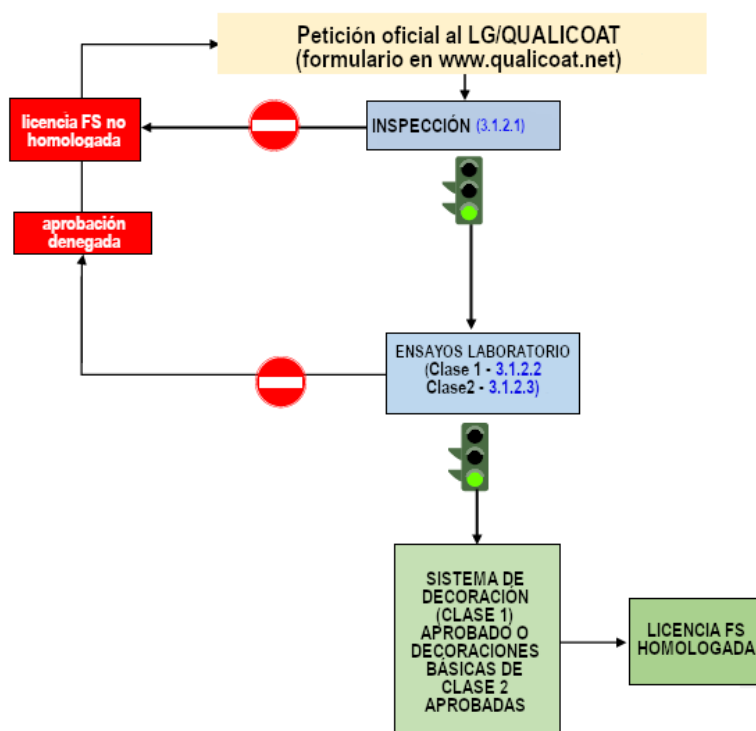 Petición oficial al LG/QUALICOAT
(formulario en www.qualicoat.net)
licencia FS no
homologada
INSPECCIÓN (3.1.2.1)
aprobación
denegada
ENSAYOS LABORATORIO
(Clase 1 - 3.1.2.2
Clase2 - 3.1.2.3)
SISTEMA DE
DECORACIÓN
(CLASE 1)
APROBADO O
DECORACIONES
BÁSICAS DE
CLASE 2
APROBADAS
LICENCIA FS
HOMOLOGADA